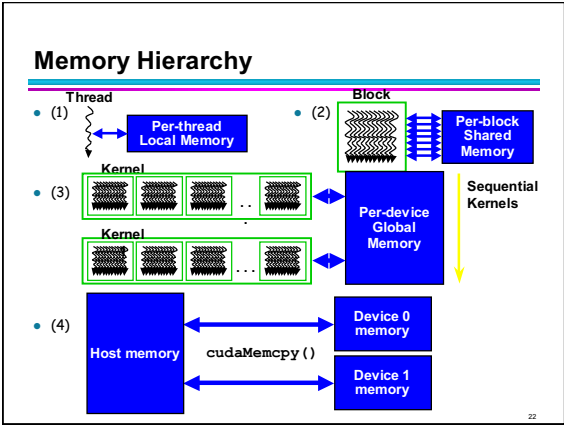 Memory Hierarchy
Thread
• (1)
Per-thread
Local Memory
Block
• (2)
Per-block
Shared
Memory
Kernel
• (3)
. . .
Per-device
Global
Memory
Sequential
Kernels
Kernel
. . .
• (4)
Host memory
cudaMemcpy()
Device 0
memory
Device 1
memory
22